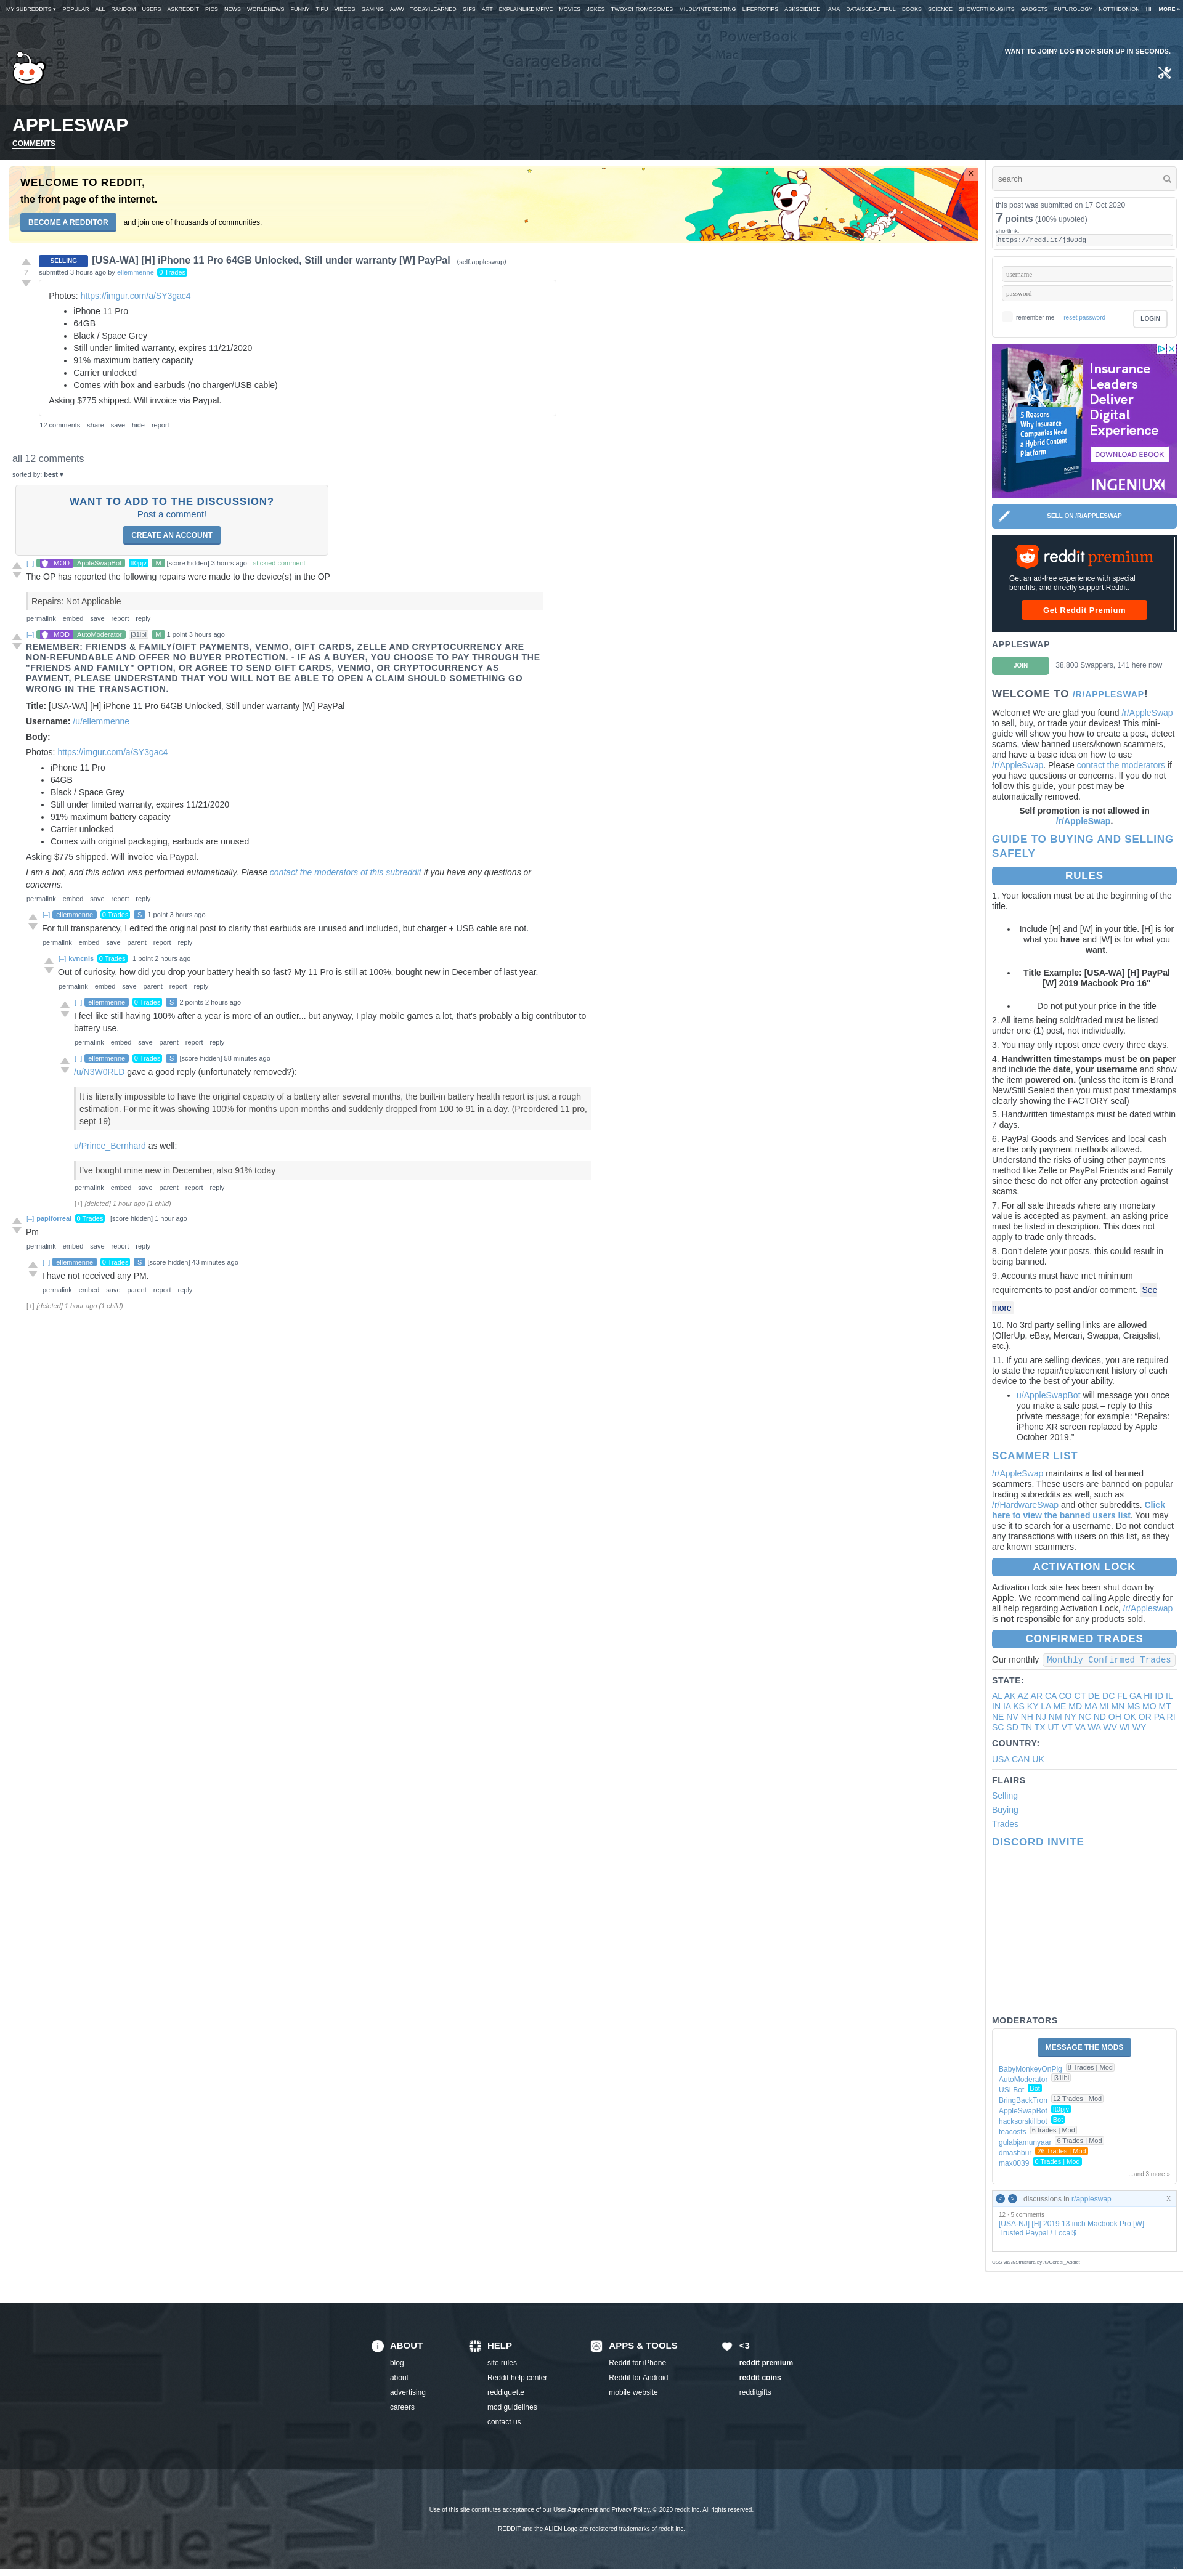 MY SUBREDDITS ▾ POPULAR ALL RANDOM USERS ASKREDDIT PICS NEWS WORLDNEWS FUNNY TIFU VIDEOS GAMING AWW TODAYILEARNED GIFS ART EXPLAINLIKEIMFIVE MOVIES JOKES TWOXCHROMOSOMES MILDLYINTERESTING LIFEPROTIPS ASKSCIENCE IAMA DATAISBEAUTIFUL BOOKS SCIENCE SHOWERTHOUGHTS GADGETS FUTUROLOGY NOTTHEONION HI MORE »
WANT TO JOIN? LOG IN OR SIGN UP IN SECONDS.
APPLESWAP
COMMENTS
WELCOME TO REDDIT,
the front page of the internet.
BECOME A REDDITOR and join one of thousands of communities.
×
7
SELLING [USA-WA] [H] iPhone 11 Pro 64GB Unlocked, Still under warranty [W] PayPal (self.appleswap)
submitted 3 hours ago by ellemmenne 0 Trades
Photos: https://imgur.com/a/SY3gac4
• iPhone 11 Pro
• 64GB
• Black / Space Grey
• Still under limited warranty, expires 11/21/2020
• 91% maximum battery capacity
• Carrier unlocked
• Comes with box and earbuds (no charger/USB cable)
Asking $775 shipped. Will invoice via Paypal.
12 comments share save hide report
all 12 comments
sorted by: best ▾
WANT TO ADD TO THE DISCUSSION?
Post a comment!
CREATE AN ACCOUNT
[–] MOD AppleSwapBot ft0pjv M [score hidden] 3 hours ago - stickied comment
The OP has reported the following repairs were made to the device(s) in the OP
Repairs: Not Applicable
permalink embed save report reply
[–] MOD AutoModerator j31ibl M 1 point 3 hours ago
REMEMBER: FRIENDS & FAMILY/GIFT PAYMENTS, VENMO, GIFT CARDS, ZELLE AND CRYPTOCURRENCY ARE
NON-REFUNDABLE AND OFFER NO BUYER PROTECTION. - IF AS A BUYER, YOU CHOOSE TO PAY THROUGH THE
"FRIENDS AND FAMILY" OPTION, OR AGREE TO SEND GIFT CARDS, VENMO, OR CRYPTOCURRENCY AS
PAYMENT, PLEASE UNDERSTAND THAT YOU WILL NOT BE ABLE TO OPEN A CLAIM SHOULD SOMETHING GO
WRONG IN THE TRANSACTION.
Title: [USA-WA] [H] iPhone 11 Pro 64GB Unlocked, Still under warranty [W] PayPal
Username: /u/ellemmenne
Body:
Photos: https://imgur.com/a/SY3gac4
• iPhone 11 Pro
• 64GB
• Black / Space Grey
• Still under limited warranty, expires 11/21/2020
• 91% maximum battery capacity
• Carrier unlocked
• Comes with original packaging, earbuds are unused
Asking $775 shipped. Will invoice via Paypal.
I am a bot, and this action was performed automatically. Please contact the moderators of this subreddit if you have any questions or
concerns.
permalink embed save report reply
[–] ellemmenne 0 Trades S 1 point 3 hours ago
For full transparency, I edited the original post to clarify that earbuds are unused and included, but charger + USB cable are not.
permalink embed save parent report reply
[–] kvncnls 0 Trades 1 point 2 hours ago
Out of curiosity, how did you drop your battery health so fast? My 11 Pro is still at 100%, bought new in December of last year.
permalink embed save parent report reply
[–] ellemmenne 0 Trades S 2 points 2 hours ago
I feel like still having 100% after a year is more of an outlier... but anyway, I play mobile games a lot, that's probably a big contributor to
battery use.
permalink embed save parent report reply
[–] ellemmenne 0 Trades S [score hidden] 58 minutes ago
/u/N3W0RLD gave a good reply (unfortunately removed?):
It is literally impossible to have the original capacity of a battery after several months, the built-in battery health report is just a rough
estimation. For me it was showing 100% for months upon months and suddenly dropped from 100 to 91 in a day. (Preordered 11 pro,
sept 19)
u/Prince_Bernhard as well:
I've bought mine new in December, also 91% today
permalink embed save parent report reply
[+] [deleted] 1 hour ago (1 child)
[–] papiforreal 0 Trades [score hidden] 1 hour ago
Pm
permalink embed save report reply
[–] ellemmenne 0 Trades S [score hidden] 43 minutes ago
I have not received any PM.
permalink embed save parent report reply
[+] [deleted] 1 hour ago (1 child)
search
this post was submitted on 17 Oct 2020
7 points (100% upvoted)
shortlink:
https://redd.it/jd00dg
username
password
remember me reset password LOGIN
5 Reasons
Why Insurance
Companies Need
a Hybrid Content
Platform
Insurance
Leaders
Deliver
Digital
Experience
DOWNLOAD EBOOK
INGENIUX
SELL ON /R/APPLESWAP
reddit premium
Get an ad-free experience with special
benefits, and directly support Reddit.
Get Reddit Premium
APPLESWAP
JOIN 38,800 Swappers, 141 here now
WELCOME TO /R/APPLESWAP!
Welcome! We are glad you found /r/AppleSwap
to sell, buy, or trade your devices! This mini-
guide will show you how to create a post, detect
scams, view banned users/known scammers,
and have a basic idea on how to use
/r/AppleSwap. Please contact the moderators if
you have questions or concerns. If you do not
follow this guide, your post may be
automatically removed.
Self promotion is not allowed in
/r/AppleSwap.
GUIDE TO BUYING AND SELLING
SAFELY
RULES
1. Your location must be at the beginning of the
title.
• Include [H] and [W] in your title. [H] is for
what you have and [W] is for what you
want.
• Title Example: [USA-WA] [H] PayPal
[W] 2019 Macbook Pro 16"
• Do not put your price in the title
2. All items being sold/traded must be listed
under one (1) post, not individually.
3. You may only repost once every three days.
4. Handwritten timestamps must be on paper
and include the date, your username and show
the item powered on. (unless the item is Brand
New/Still Sealed then you must post timestamps
clearly showing the FACTORY seal)
5. Handwritten timestamps must be dated within
7 days.
6. PayPal Goods and Services and local cash
are the only payment methods allowed.
Understand the risks of using other payments
method like Zelle or PayPal Friends and Family
since these do not offer any protection against
scams.
7. For all sale threads where any monetary
value is accepted as payment, an asking price
must be listed in description. This does not
apply to trade only threads.
8. Don't delete your posts, this could result in
being banned.
9. Accounts must have met minimum
requirements to post and/or comment. See
more
10. No 3rd party selling links are allowed
(OfferUp, eBay, Mercari, Swappa, Craigslist,
etc.).
11. If you are selling devices, you are required
to state the repair/replacement history of each
device to the best of your ability.
• u/AppleSwapBot will message you once
you make a sale post – reply to this
private message; for example: "Repairs:
iPhone XR screen replaced by Apple
October 2019."
SCAMMER LIST
/r/AppleSwap maintains a list of banned
scammers. These users are banned on popular
trading subreddits as well, such as
/r/HardwareSwap and other subreddits. Click
here to view the banned users list. You may
use it to search for a username. Do not conduct
any transactions with users on this list, as they
are known scammers.
ACTIVATION LOCK
Activation lock site has been shut down by
Apple. We recommend calling Apple directly for
all help regarding Activation Lock, /r/Appleswap
is not responsible for any products sold.
CONFIRMED TRADES
Our monthly Monthly Confirmed Trades
STATE:
AL AK AZ AR CA CO CT DE DC FL GA HI ID IL
IN IA KS KY LA ME MD MA MI MN MS MO MT
NE NV NH NJ NM NY NC ND OH OK OR PA RI
SC SD TN TX UT VT VA WA WV WI WY
COUNTRY:
USA CAN UK
FLAIRS
Selling
Buying
Trades
DISCORD INVITE
MODERATORS
MESSAGE THE MODS
BabyMonkeyOnPig 8 Trades | Mod
AutoModerator j31ibl
USLBot Bot
BringBackTron 12 Trades | Mod
AppleSwapBot ft0pjv
hacksorskillbot Bot
teacosts 6 trades | Mod
gulabjamunyaar 6 Trades | Mod
dmashbur 26 Trades | Mod
max0039 0 Trades | Mod
...and 3 more »
< > discussions in r/appleswap X
12 · 5 comments
[USA-NJ] [H] 2019 13 inch Macbook Pro [W]
Trusted Paypal / Local$
CSS via r/Structura by /u/Cereal_Addict
ABOUT
blog
about
advertising
careers
HELP
site rules
Reddit help center
reddiquette
mod guidelines
contact us
APPS & TOOLS
Reddit for iPhone
Reddit for Android
mobile website
<3
reddit premium
reddit coins
redditgifts
Use of this site constitutes acceptance of our User Agreement and Privacy Policy. © 2020 reddit inc. All rights reserved.
REDDIT and the ALIEN Logo are registered trademarks of reddit inc.